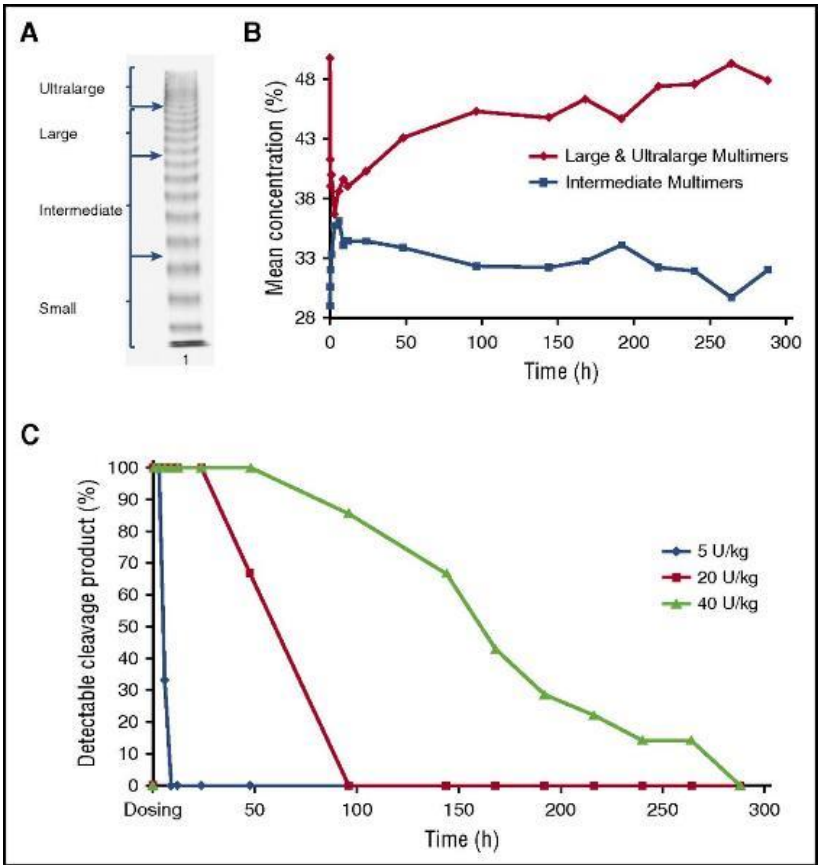 A
Ultralarge
Large
Intermediate
Small
1
B
48
43
38
33
28
Mean concentration (%)
Large & Ultralarge Multimers
Intermediate Multimers
0 50 100 150 200 250 300
Time (h)
C
100
90
80
70
60
50
40
30
20
10
0
Detectable cleavage product (%)
5 U/kg
20 U/kg
40 U/kg
Dosing 50 100 150 200 250 300
Time (h)